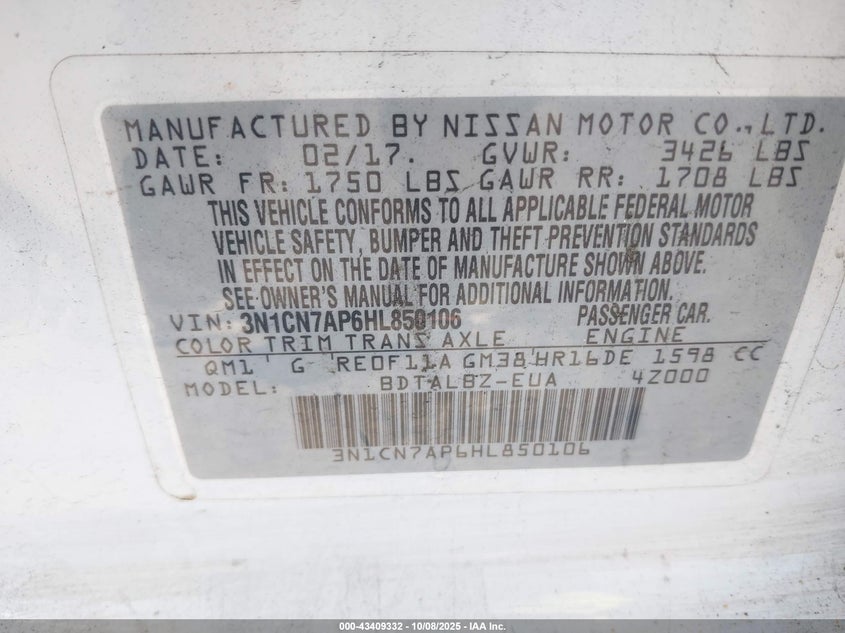 MANUFACTURED BY NISSAN MOTOR CO., LTD.
DATE: 02/17. GVWR: 3426 LBS
GAWR FR: 1750 LBS GAWR RR: 1708 LBS
THIS VEHICLE CONFORMS TO ALL APPLICABLE FEDERAL MOTOR
VEHICLE SAFETY, BUMPER AND THEFT PREVENTION STANDARDS
IN EFFECT ON THE DATE OF MANUFACTURE SHOWN ABOVE.
SEE OWNER'S MANUAL FOR ADDITIONAL INFORMATION
VIN: 3N1CN7AP6HL850106 PASSENGER CAR.
COLOR TRIM TRANS AXLE ENGINE
QM1 G RE0F11A GM38 HR16DE 1598 CC
MODEL: BDTALBZ-EUA 4Z000
3N1CN7AP6HL850106
000-43409332 - 10/08/2025 - IAA Inc.